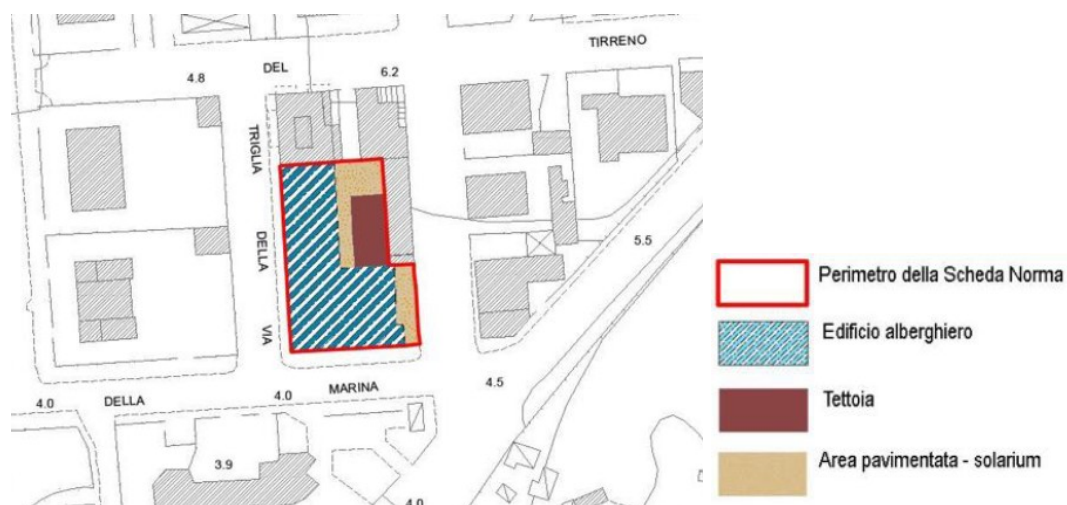 TIRRENO
DEL
4.8
6.2
TRIGLIA
DELLA
VIA
5.5
4.5
4.0
DELLA
4.0
MARINA
3.9
4.0
Perimetro della Scheda Norma
Edificio alberghiero
Tettoia
Area pavimentata - solarium